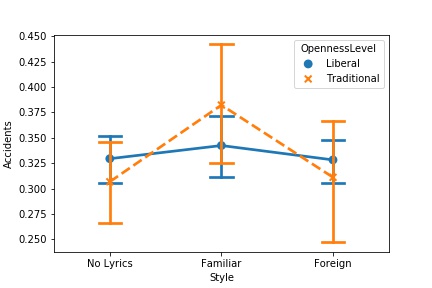 OpennessLevel
Liberal
Traditional
Accidents
0.450
0.425
0.400
0.375
0.350
0.325
0.300
0.275
0.250
No Lyrics Familiar Foreign
Style